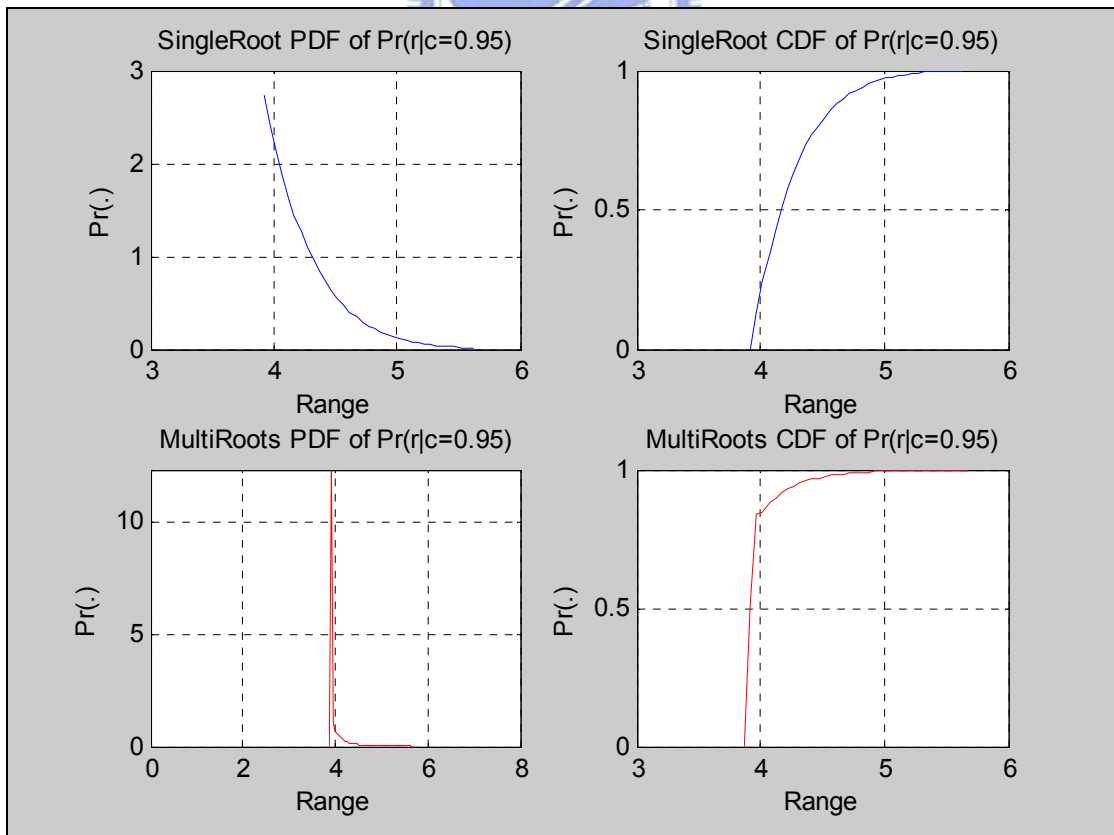 SingleRoot PDF of Pr(r|c=0.95)
3
2
1
0
Pr(.)
3 4 5 6
Range
SingleRoot CDF of Pr(r|c=0.95)
1
0.5
0
Pr(.)
3 4 5 6
Range
MultiRoots PDF of Pr(r|c=0.95)
10
5
0
Pr(.)
0 2 4 6 8
Range
MultiRoots CDF of Pr(r|c=0.95)
1
0.5
0
Pr(.)
3 4 5 6
Range